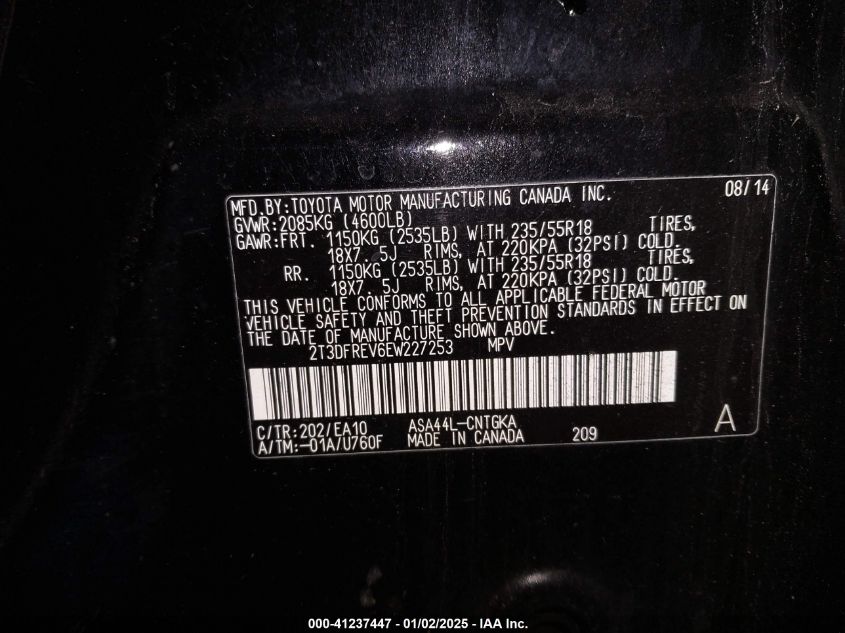 MFD.BY:TOYOTA MOTOR MANUFACTURING CANADA INC. 08/14
GVWR:2085KG (4600LB)
GAWR:FRT. 1150KG (2535LB) WITH 235/55R18 TIRES,
18X7. 5J RIMS, AT 220KPA (32PSI) COLD.
RR. 1150KG (2535LB) WITH 235/55R18 TIRES,
18X7. 5J RIMS, AT 220KPA (32PSI) COLD.
THIS VEHICLE CONFORMS TO ALL APPLICABLE FEDERAL MOTOR
VEHICLE SAFETY AND THEFT PREVENTION STANDARDS IN EFFECT ON
THE DATE OF MANUFACTURE SHOWN ABOVE.
2T3DFREV6EW227253 MPV
C/TR:202/EA10 ASA44L-CNTGKA A
A/TM:-01A/U760F MADE IN CANADA 209
000-41237447 - 01/02/2025 - IAA Inc.